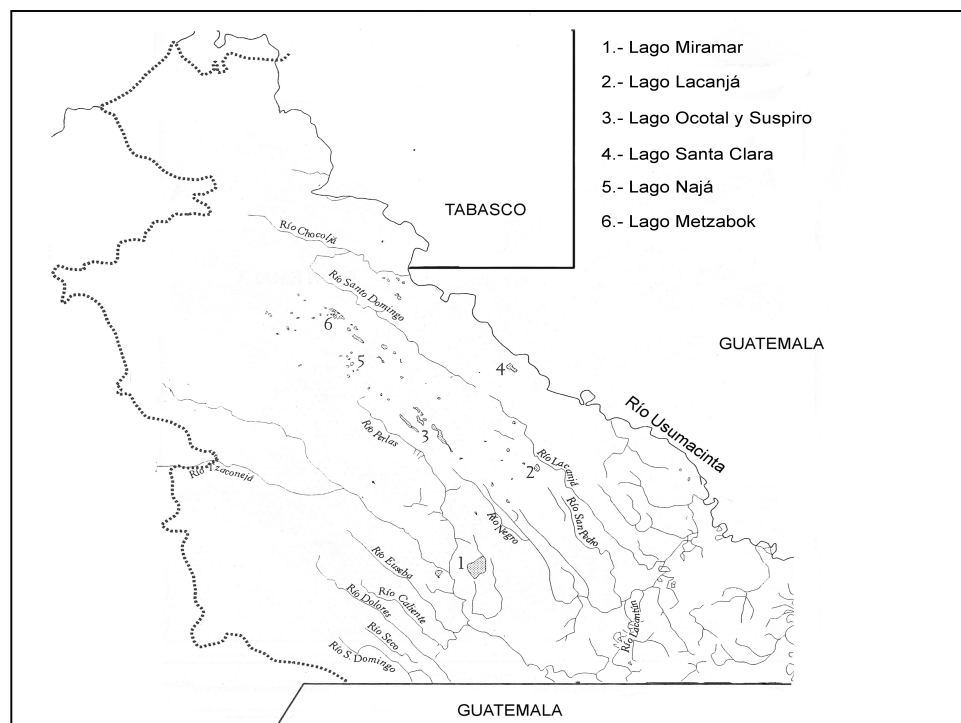 1.- Lago Miramar
2.- Lago Lacanjá
3.- Lago Ocotal y Suspiro
4.- Lago Santa Clara
5.- Lago Najá
6.- Lago Metzabok
TABASCO
Río Chocoljá
Río Santo Domingo
6
GUATEMALA
5
4
Río Usumacinta
Río Perlas
3
Río Lacanjá
2
Río Tzaconejá
Río Negro
Río San Pedro
Río Euseba
1
Río Caliente
Río Dolores
Río Lacantún
Río Seco
Río S. Domingo
GUATEMALA